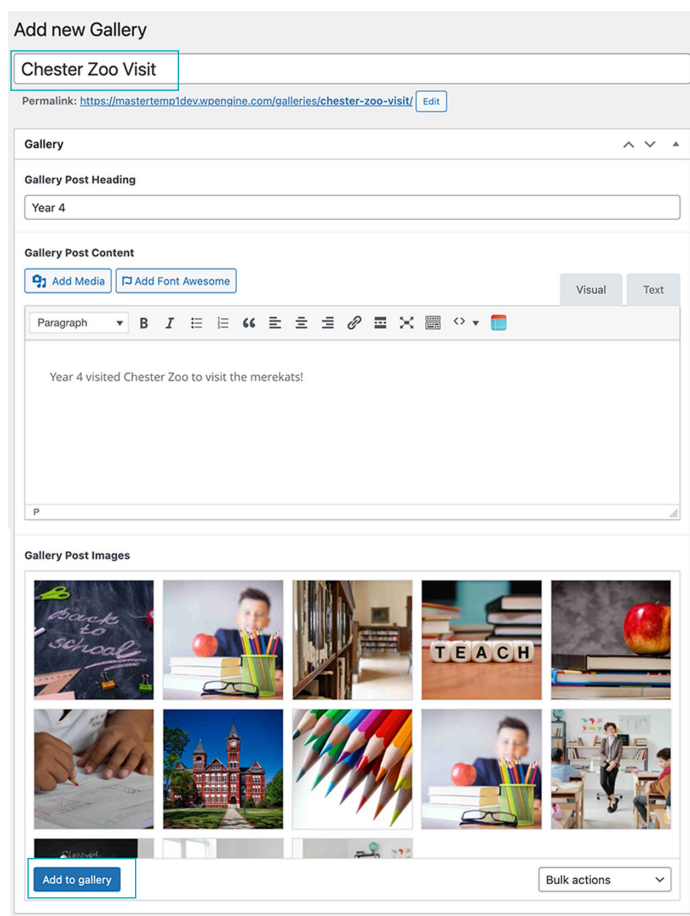 Add new Gallery
Chester Zoo Visit
Permalink: https://mastertemp1dev.wpengine.com/galleries/chester-zoo-visit/ Edit
Gallery
Gallery Post Heading
Year 4
Gallery Post Content
Add Media Add Font Awesome
Visual Text
Paragraph B I
Year 4 visited Chester Zoo to visit the merekats!
P
Gallery Post Images
back
to
school
TEACH
Add to gallery Bulk actions